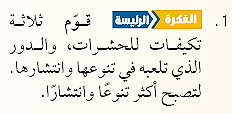 1. الفكرة الرئيسة قوّم ثلاثة
تكيفات للحشرات، والدور
الذي تلعبه في تنوعها وانتشارها.
لتصبح أكثر تنوعًا وانتشارًا.